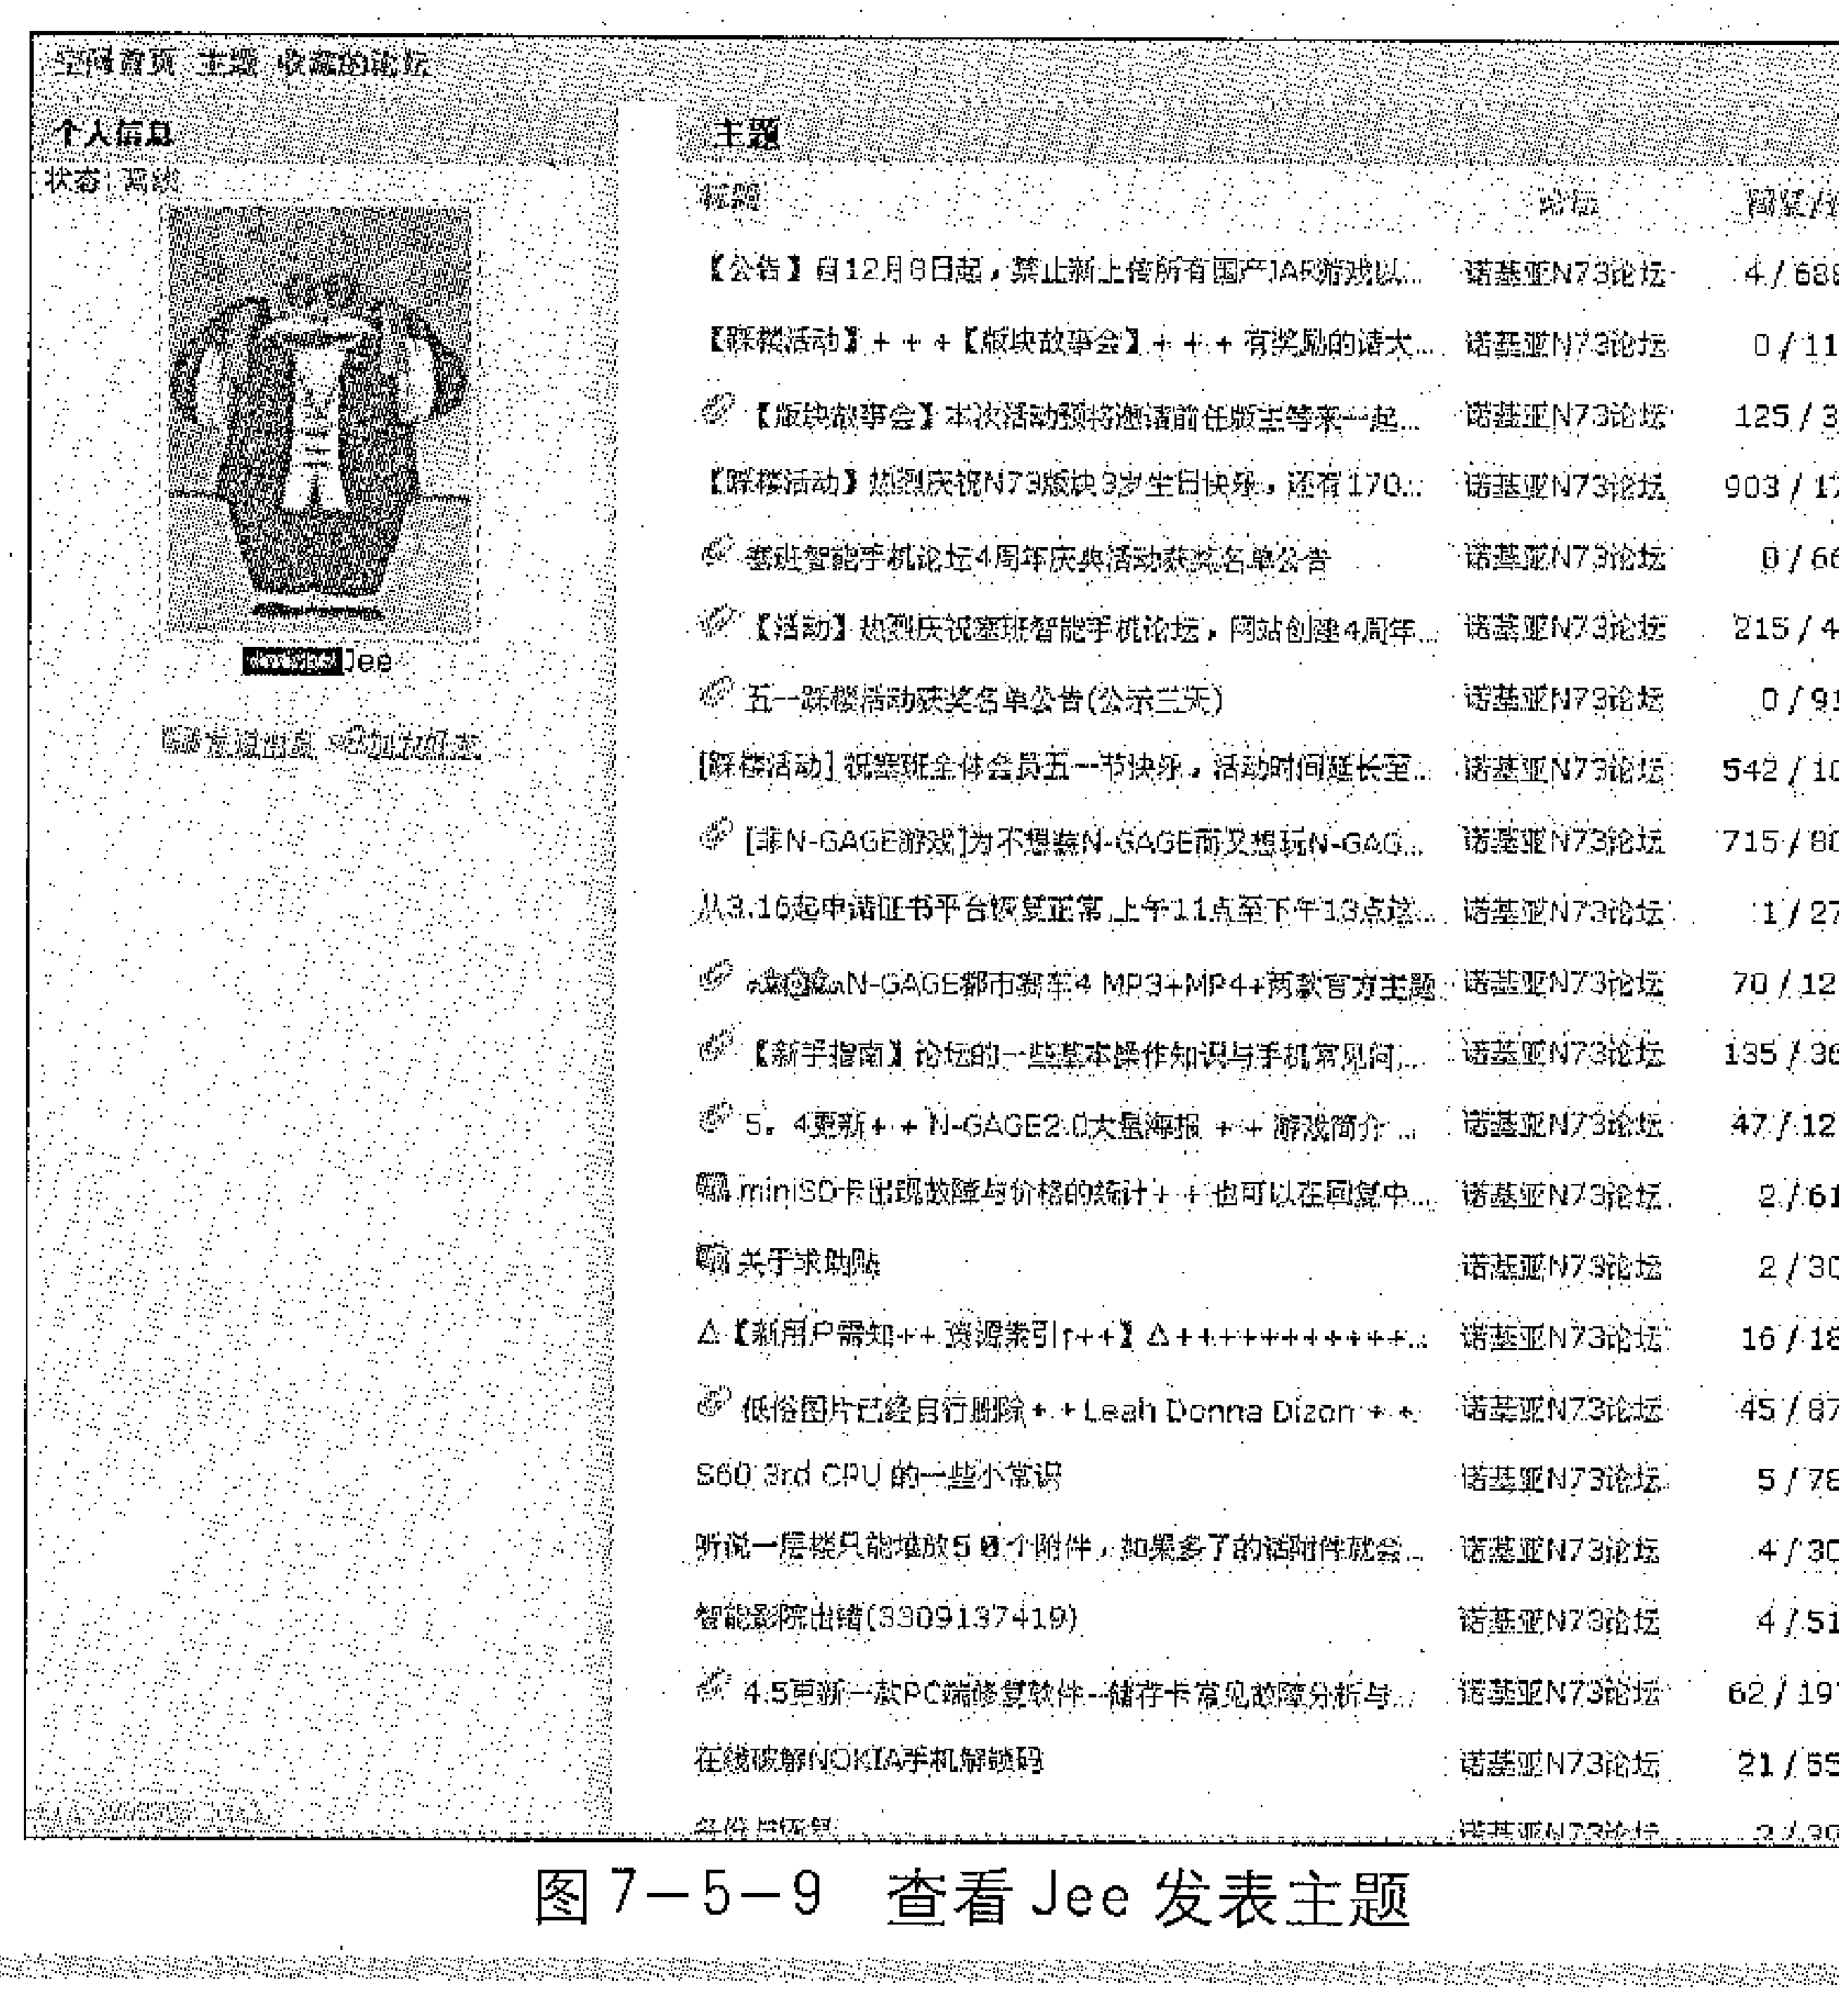 空间首页 主题 收藏的论坛
个人信息
状态: 离线
Jee
发短消息 加为好友
主题
标题 论坛
【公告】自12月8日起，禁止新上传所有国产JAR游戏以... 诺基亚N73论坛 4 / 688
【踩楼活动】+ + +【版块故事会】+ + + 有奖励的诺大... 诺基亚N73论坛 0 / 11
【版块故事会】本次活动预将邀请前任版主等来一起... 诺基亚N73论坛 125 / 3
【踩楼活动】热烈庆祝N73版块3岁生日快乐，还有170... 诺基亚N73论坛 903 / 17
塞班智能手机论坛4周年庆典活动获奖名单公告 诺基亚N73论坛 0 / 66
【活动】热烈庆祝塞班智能手机论坛，网站创建4周年... 诺基亚N73论坛 215 / 4
五一踩楼活动获奖名单公告(公示三天) 诺基亚N73论坛 0 / 91
[踩楼活动] 祝塞班全体会员五一节快乐，活动时间延长至... 诺基亚N73论坛 542 / 10
[非N-GAGE游戏]为不想装N-GAGE而又想玩N-GAG... 诺基亚N73论坛 715 / 80
从3.16起申请证书平台恢复正常,上午11点至下午13点这... 诺基亚N73论坛 1 / 27
N-GAGE都市赛车4 MP3+MP4+两款官方主题 诺基亚N73论坛 70 / 12
【新手指南】论坛的一些基本操作知识与手机常见问... 诺基亚N73论坛 135 / 36
5．4更新+ + N-GAGE2.0大量海报 + + 游戏简介 ... 诺基亚N73论坛 47 / 12
miniSD卡出现故障与价格的统计+ + 也可以在回复中... 诺基亚N73论坛 2 / 61
关于求助贴 诺基亚N73论坛 2 / 30
△【新用户需知++ 资源索引↑++】△+++++++++++... 诺基亚N73论坛 16 / 18
低俗图片已经自行删除+ + Leah Donna Dizon + + 诺基亚N73论坛 45 / 87
S60 3rd CPU 的一些小常识 诺基亚N73论坛 5 / 78
听说一层楼只能堆放5 0 个附件，如果多了的话附件就会... 诺基亚N73论坛 4 / 30
智能影院出错(3309137419) 诺基亚N73论坛 4 / 51
4.5更新一款PC端修复软件--储存卡常见故障分析与... 诺基亚N73论坛 62 / 197
在线破解NOKIA手机解锁码 诺基亚N73论坛 21 / 55
备份与恢复 诺基亚N73论坛 2 / 30
图 7－5－9 查看 Jee 发表主题